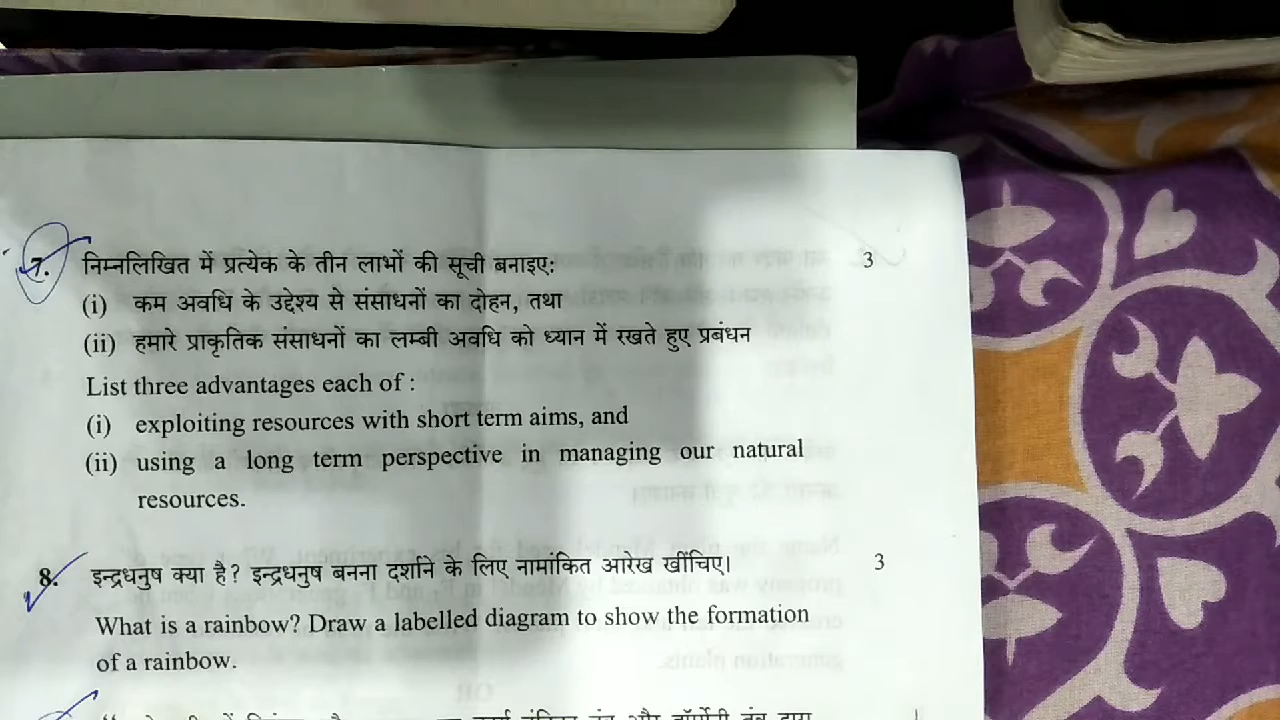 7. निम्नलिखित में प्रत्येक के तीन लाभों की सूची बनाइए: 3
(i) कम अवधि के उद्देश्य से संसाधनों का दोहन, तथा
(ii) हमारे प्राकृतिक संसाधनों का लम्बी अवधि को ध्यान में रखते हुए प्रबंधन
List three advantages each of :
(i) exploiting resources with short term aims, and
(ii) using a long term perspective in managing our natural
resources.
8. इन्द्रधनुष क्या है? इन्द्रधनुष बनना दर्शाने के लिए नामांकित आरेख खींचिए। 3
What is a rainbow? Draw a labelled diagram to show the formation
of a rainbow.